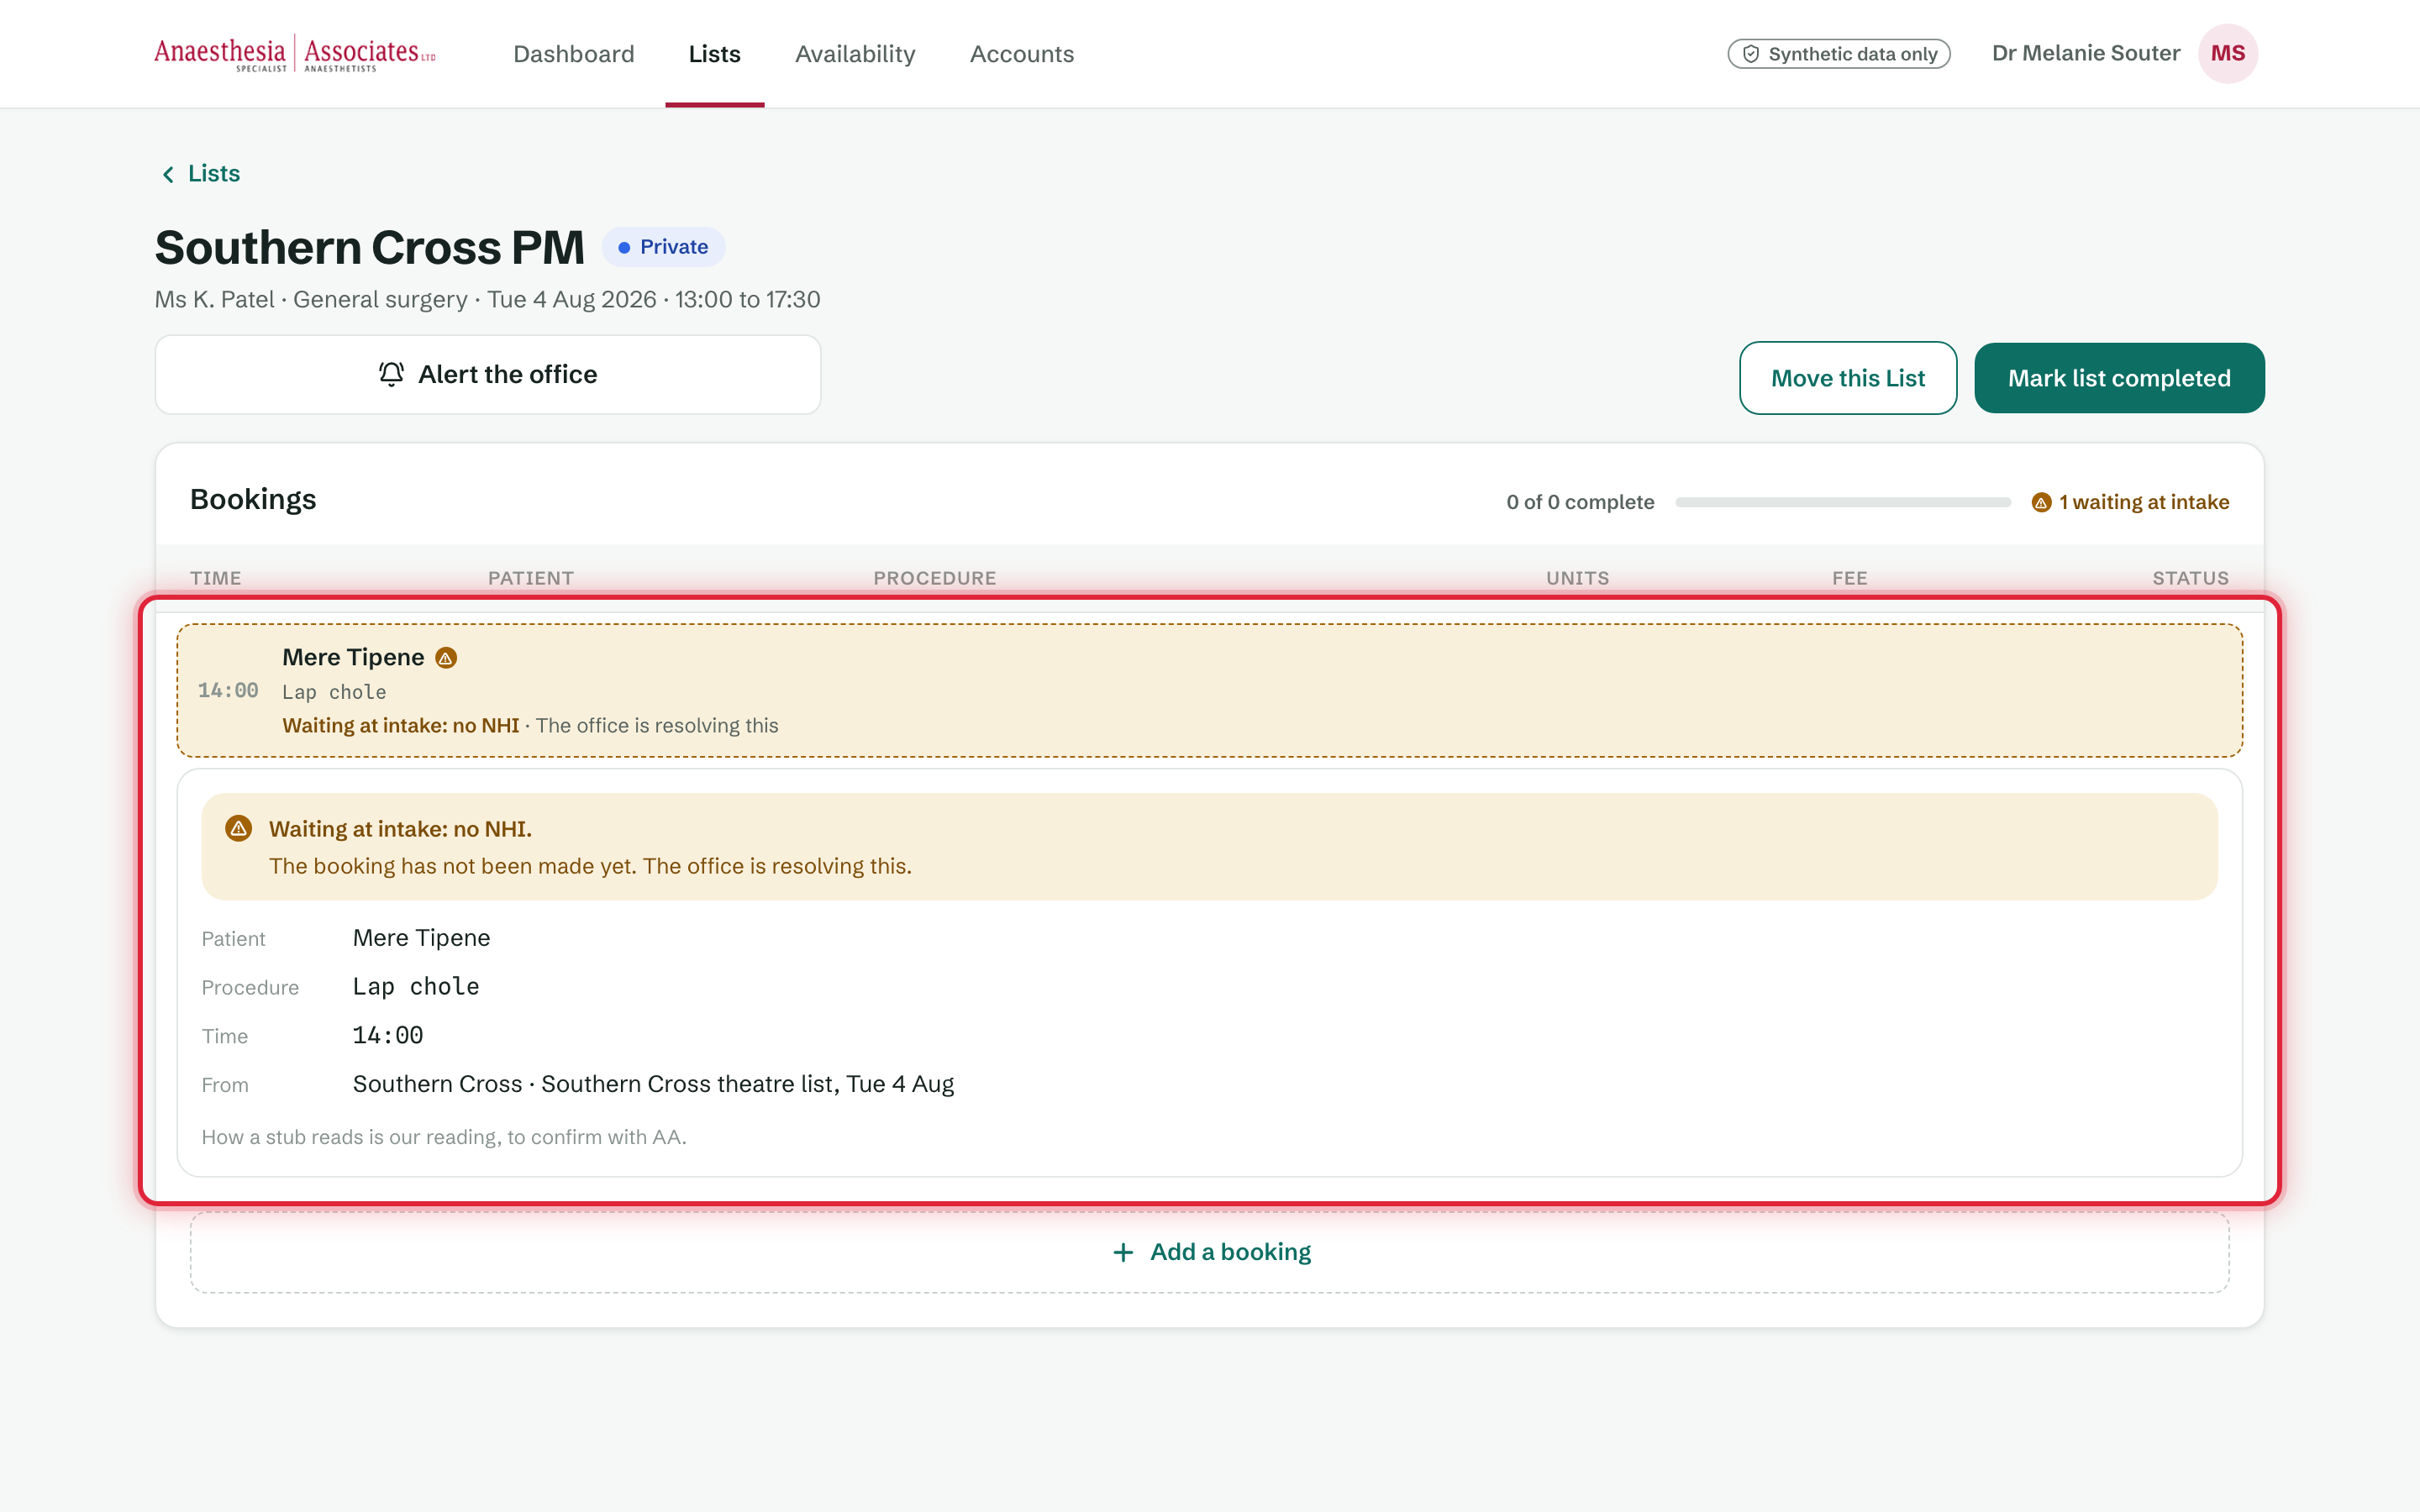 Anaesthesia Associates LTD
SPECIALIST ANAESTHETISTS
Dashboard Lists Availability Accounts Synthetic data only Dr Melanie Souter MS
Lists
Southern Cross PM Private
Ms K. Patel · General surgery · Tue 4 Aug 2026 · 13:00 to 17:30
Alert the office Move this List Mark list completed
Bookings 0 of 0 complete 1 waiting at intake
TIME PATIENT PROCEDURE UNITS FEE STATUS
Mere Tipene
14:00 Lap chole
Waiting at intake: no NHI · The office is resolving this
Waiting at intake: no NHI.
The booking has not been made yet. The office is resolving this.
Patient Mere Tipene
Procedure Lap chole
Time 14:00
From Southern Cross · Southern Cross theatre list, Tue 4 Aug
How a stub reads is our reading, to confirm with AA.
+ Add a booking